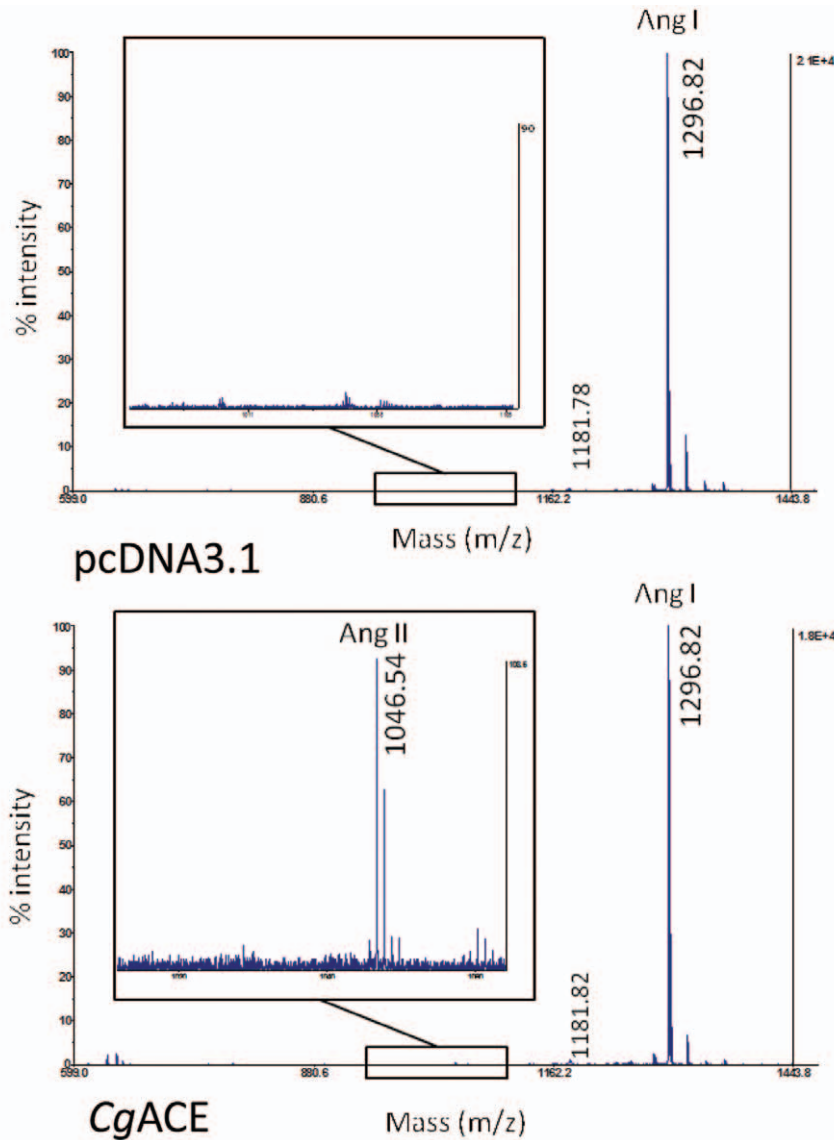 Ang I
100
90
80
70
60
50
40
30
20
10
0
% intensity
1296.82
2.1E+4
1181.78
599.0 880.6 1162.2 1443.8
Mass (m/z)
pcDNA3.1
Ang I
100
90
80
70
60
50
40
30
20
10
0
% intensity
Ang II
1046.54
1296.82
1.8E+4
1181.82
599.0 880.6 1162.2 1443.8
CgACE
Mass (m/z)